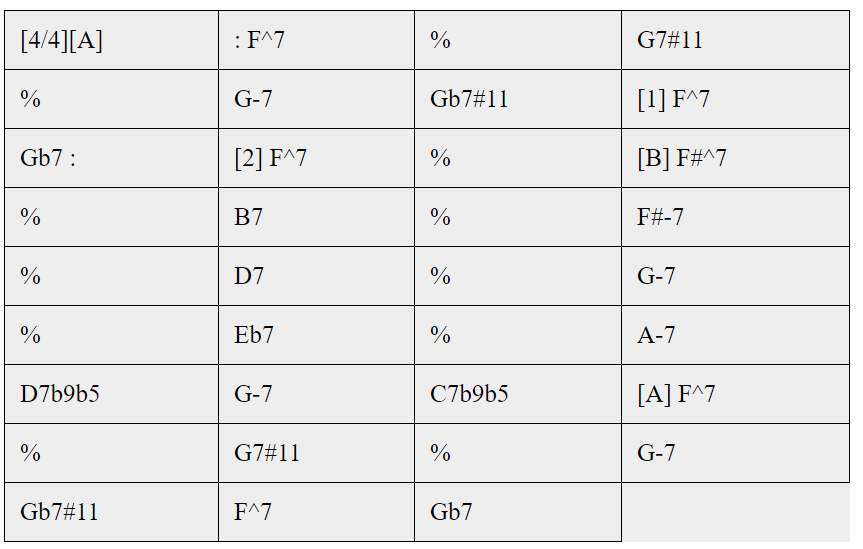 [4/4][A] : F^7 % G7#11
% G-7 Gb7#11 [1] F^7
Gb7 : [2] F^7 % [B] F#^7
% B7 % F#-7
% D7 % G-7
% Eb7 % A-7
D7b9b5 G-7 C7b9b5 [A] F^7
% G7#11 % G-7
Gb7#11 F^7 Gb7